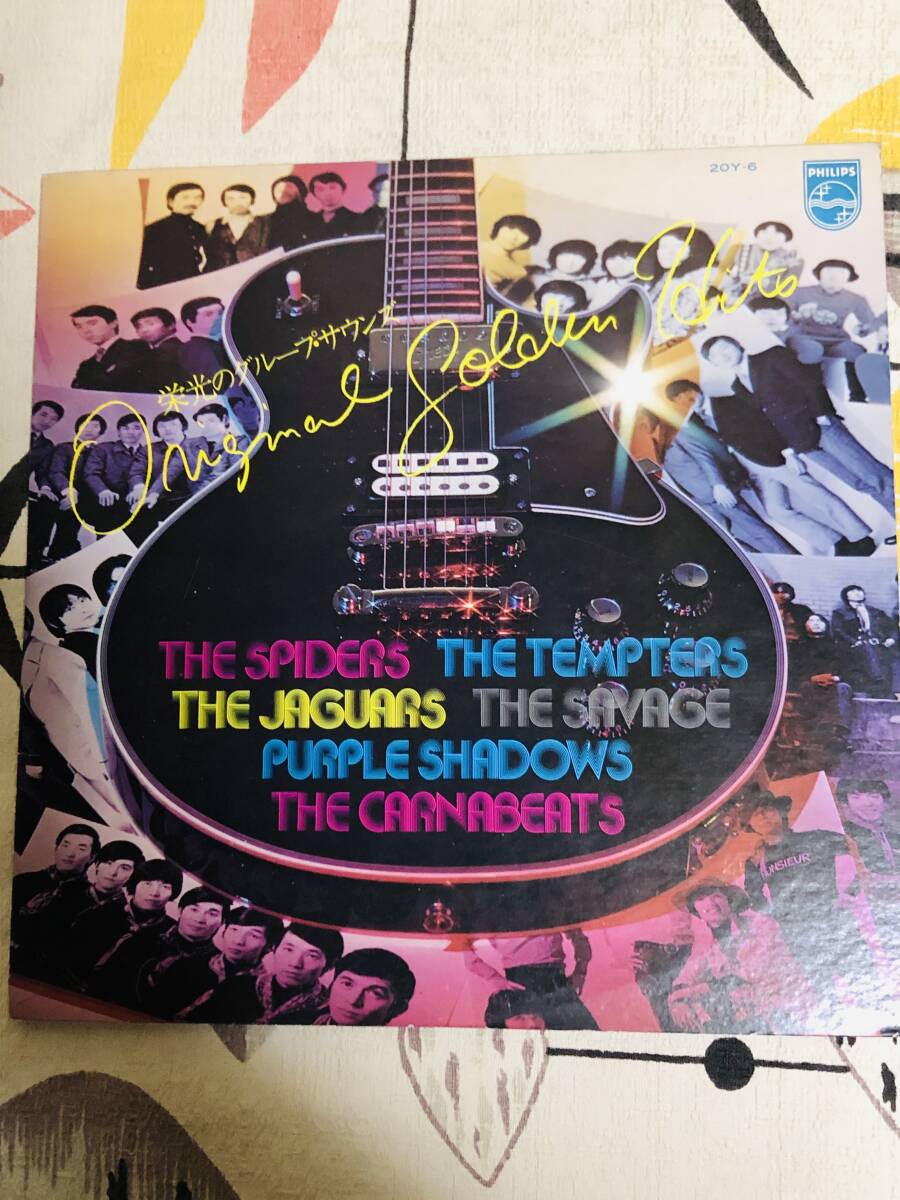 20Y-6
PHILIPS
栄光のグループサウンズ
Original Golden Hits
THE SPIDERS THE TEMPTERS
THE JAGUARS THE SAVAGE
PURPLE SHADOWS
THE CARNABEATS